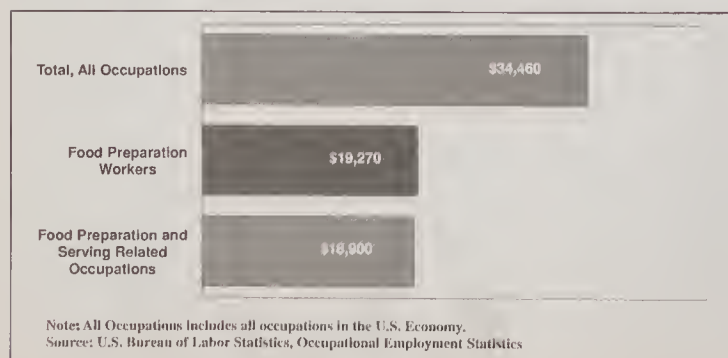 Total, All Occupations
$34,460
Food Preparation
Workers
$19,270
Food Preparation and
Serving Related
Occupations
$18,900
Note: All Occupations Includes all occupations in the U.S. Economy.
Source: U.S. Bureau of Labor Statistics, Occupational Employment Statistics